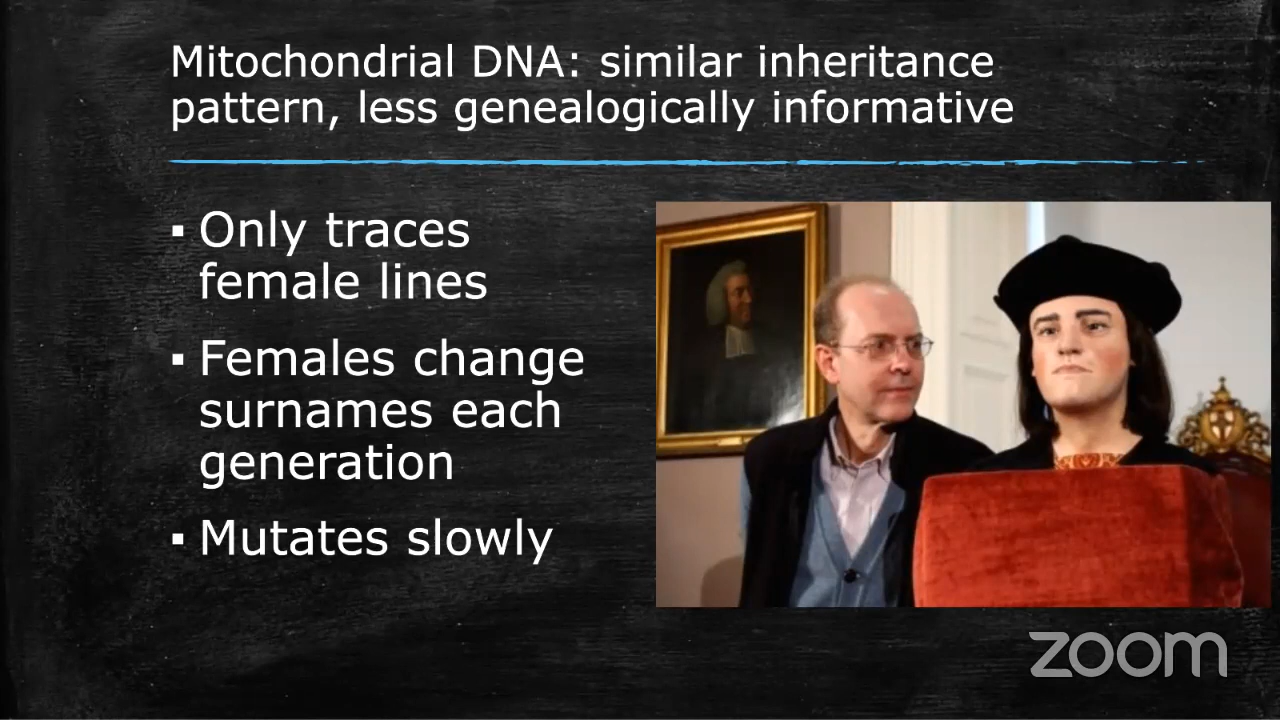 Mitochondrial DNA: similar inheritance
pattern, less genealogically informative
▪ Only traces
female lines
▪ Females change
surnames each
generation
▪ Mutates slowly
zoom